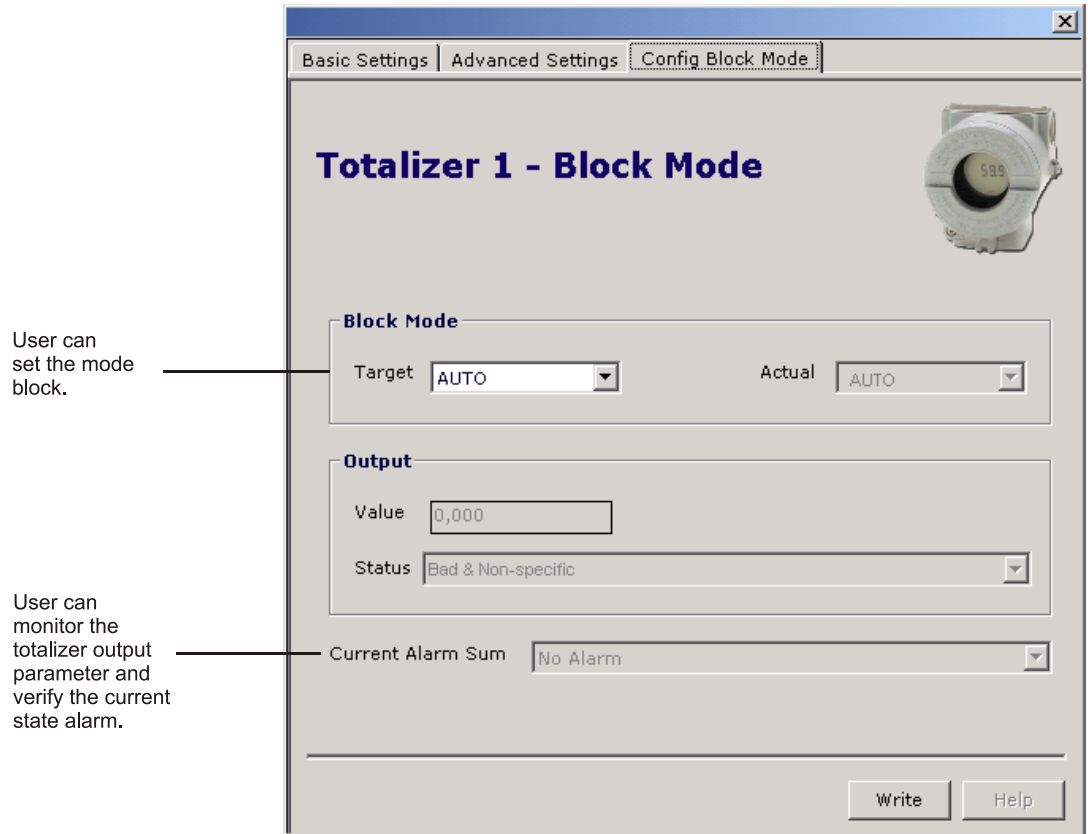 Basic Settings Advanced Settings Config Block Mode
Totalizer 1 - Block Mode
59.9
User can
set the mode
block.
Block Mode
Target AUTO Actual AUTO
Output
Value 0,000
Status Bad & Non-specific
User can
monitor the
totalizer output
parameter and
verify the current
state alarm.
Current Alarm Sum No Alarm
Write Help